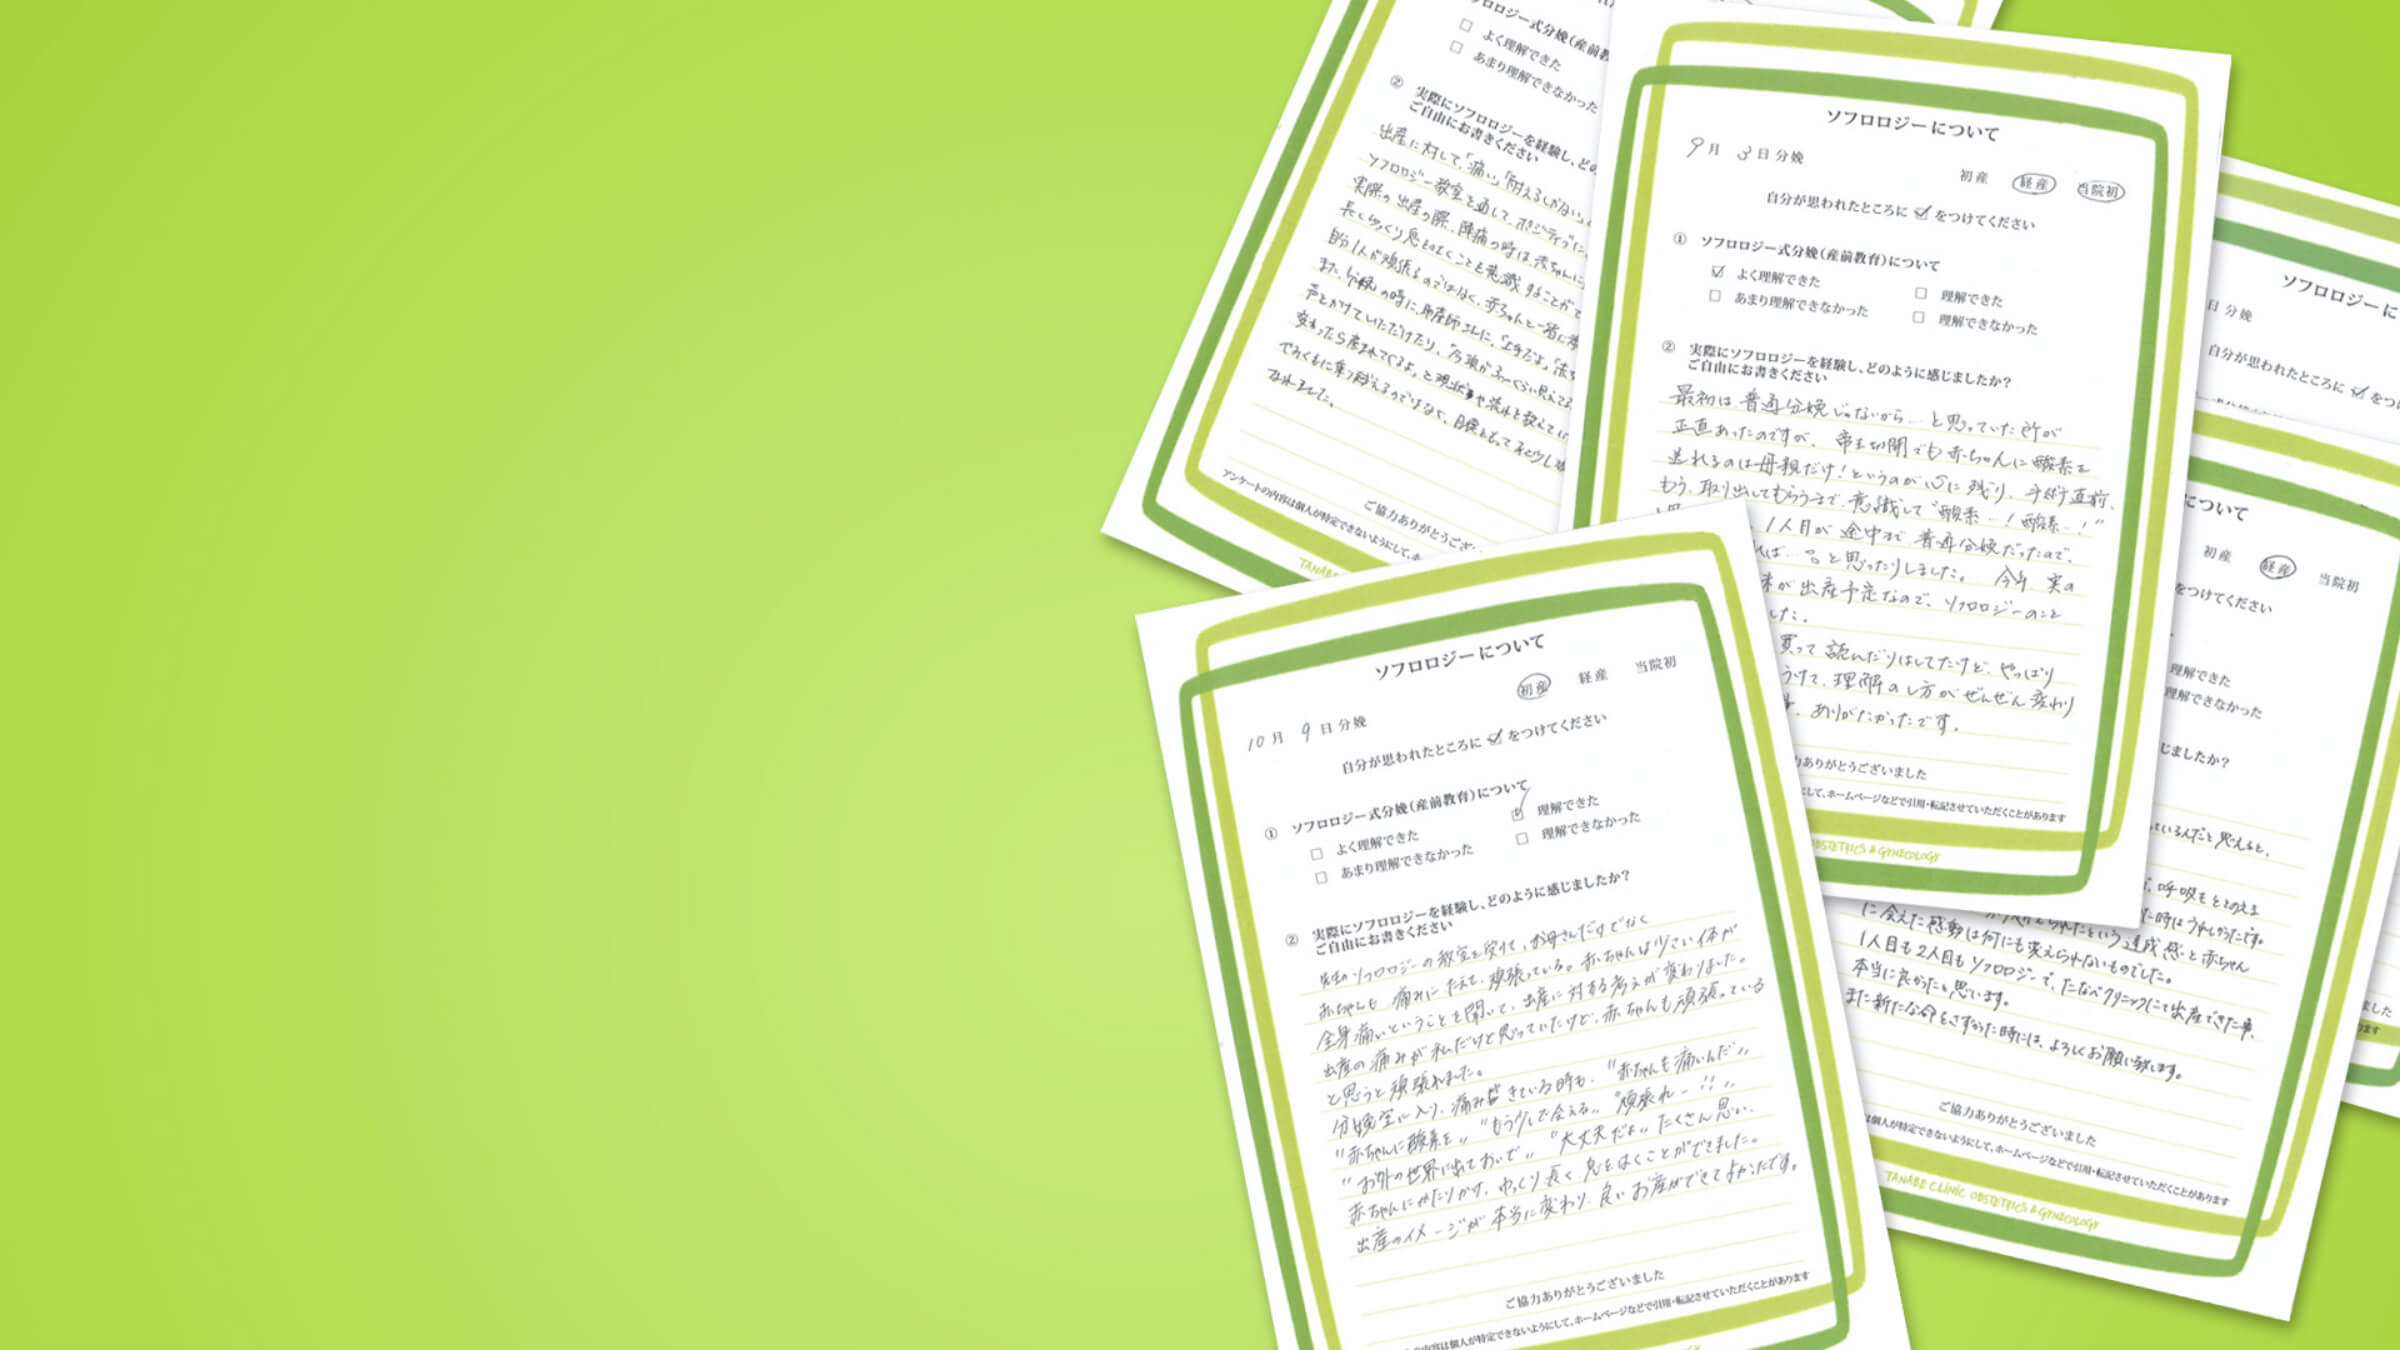 ソフロロジー式分娩(産前教
□ よく理解できた
□ あまり理解できなかった
② 実際にソフロロジーを経験し、どの
ご自由にお書きください
出産に対して、「痛い」「耐えるしかない」
ソフロロジー教室を通して、ポジティブに
実際の出産の際、陣痛の時は、赤ちゃんに
長くゆっくり息をはくことを意識することがで
自分1人が頑張るのではなく、赤ちゃんと一緒に
また、分娩の時に、助産師さんに、「上手だよ」
声をかけていただけたり、
変わったら産まれてくるよ」と現状や流れを教えて
やみくもに乗り越えるのではなく、目標をもって
なれました。
ご協力ありがとうござい
アンケートの内容は個人が特定できないようにして、ホ
TANABE
ソフロロジーについて
9月 3日分娩
初産 経産 当院初
自分が思われたところに ☑ をつけてください
① ソフロロジー式分娩(産前教育)について
☑ よく理解できた □ 理解できた
□ あまり理解できなかった □ 理解できなかった
② 実際にソフロロジーを経験し、どのように感じましたか?
ご自由にお書きください
最初は普通分娩じゃないから…と思っていた所が
正直あったのですが、帝王切開でも赤ちゃんに酸素を
送れるのは母親だけ!というのが心に残り、手術直前、
もう、取り出してもらうまで、意識して"酸素ー!酸素ー!"
1人目が途中まで普通分娩だったので、
と思ったりしました。 今年、実の
が出産予定なので、ソフロロジーのこと
した。
買って読んだりはしてたけど、やっぱり
うけて、理解のし方がぜんぜん変わり
ありがたかったです。
ありがとうございました
にして、ホームページなどで引用・転記させていただくことがあります
OBSTETRICS & GYNECOLOGY
ソフロロジーに
日分娩
自分が思われたところに ☑ をつけ
について
初産 経産 当院初
をつけてください
理解できた
理解できなかった
じましたか?
ているんだと思えると、
呼吸もととのえる
た時はうれしかったです。
という達成感と赤ちゃん
に会えた感動は何にも変えられないものでした。
1人目も2人目もソフロロジーで、たなべクリニックにて出産できた事、
本当に良かったと思います。
また新たな命をさずかった時には、よろしくお願い致します。
ご協力ありがとうございました
は個人が特定できないようにして、ホームページなどで引用・転記させていただくことがあります
TANABE CLINIC OBSTETRICS & GYNECOLOGY
ソフロロジーについて
10月 9日分娩
初産 経産 当院初
自分が思われたところに ☑ をつけてください
① ソフロロジー式分娩(産前教育)について
□ よく理解できた ☑ 理解できた
□ あまり理解できなかった □ 理解できなかった
② 実際にソフロロジーを経験し、どのように感じましたか?
ご自由にお書きください
先生のソフロロジーの教室を受けて、お母さんだけでなく
赤ちゃんも痛みにたえて、頑張っている。赤ちゃんは少さい体が
全身痛いということを聞いて、出産に対する考えが変わりました。
出産の痛みが私だけと思っていたけど、赤ちゃんも頑張っている
と思うと頑張れました。
分娩室に入り、痛みがきている時も、"赤ちゃんも痛いんだ"
"赤ちゃんに酸素を" "もう少しで会える" "頑張れー!!"
"お外の世界に出ておいで" "大丈夫だよ" たくさん思い、
赤ちゃんにかたりかけ、ゆっくり長く息をはくことができました。
出産のイメージが本当に変わり、良いお産ができてよかったです。
ご協力ありがとうございました
の内容は個人が特定できないようにして、ホームページなどで引用・転記させていただくことがあります